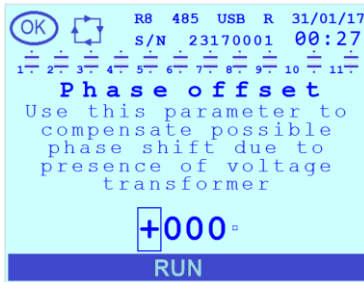 OK R8 485 USB R 31/01/17
S/N 23170001 00:27
1 2 3 4 5 6 7 8 9 10 11
Phase offset
Use this parameter to
compensate possible
phase shift due to
presence of voltage
transformer
+000°
RUN